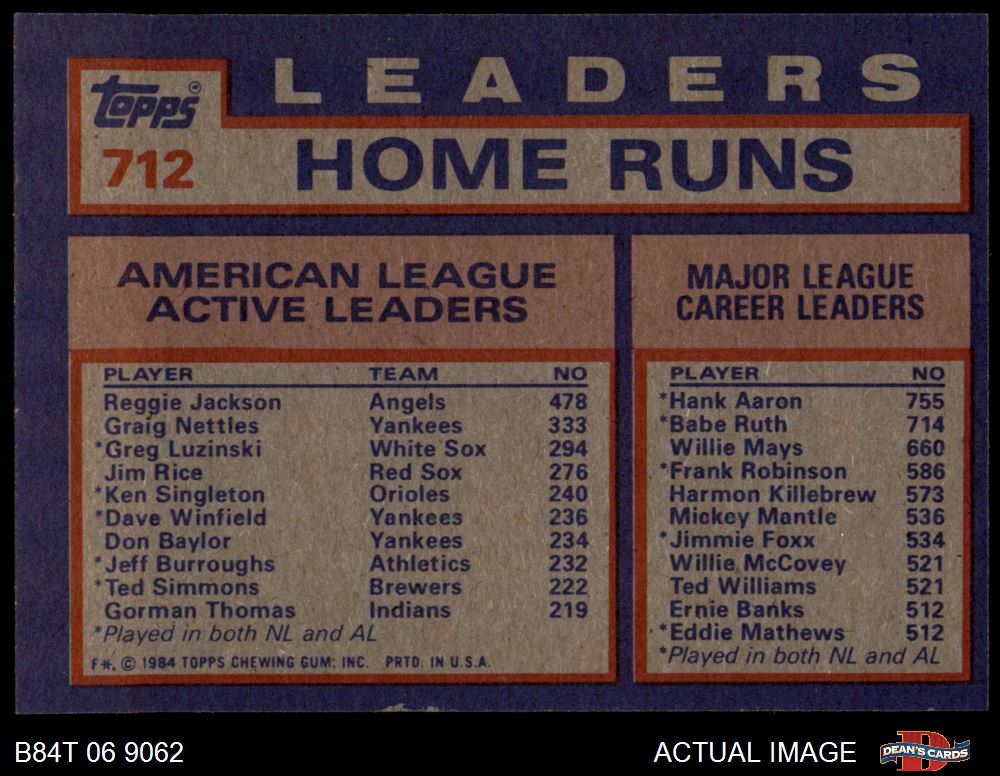 topps®
LEADERS
712
HOME RUNS
AMERICAN LEAGUE
ACTIVE LEADERS
PLAYER TEAM NO
Reggie Jackson Angels 478
Graig Nettles Yankees 333
*Greg Luzinski White Sox 294
Jim Rice Red Sox 276
*Ken Singleton Orioles 240
*Dave Winfield Yankees 236
Don Baylor Yankees 234
*Jeff Burroughs Athletics 232
*Ted Simmons Brewers 222
Gorman Thomas Indians 219
*Played in both NL and AL
F*. © 1984 TOPPS CHEWING GUM, INC. PRTD. IN U.S.A.
MAJOR LEAGUE
CAREER LEADERS
PLAYER NO
*Hank Aaron 755
*Babe Ruth 714
Willie Mays 660
*Frank Robinson 586
Harmon Killebrew 573
Mickey Mantle 536
*Jimmie Foxx 534
Willie McCovey 521
Ted Williams 521
Ernie Banks 512
*Eddie Mathews 512
*Played in both NL and AL
B84T 06 9062
ACTUAL IMAGE
DEAN'S CARDS